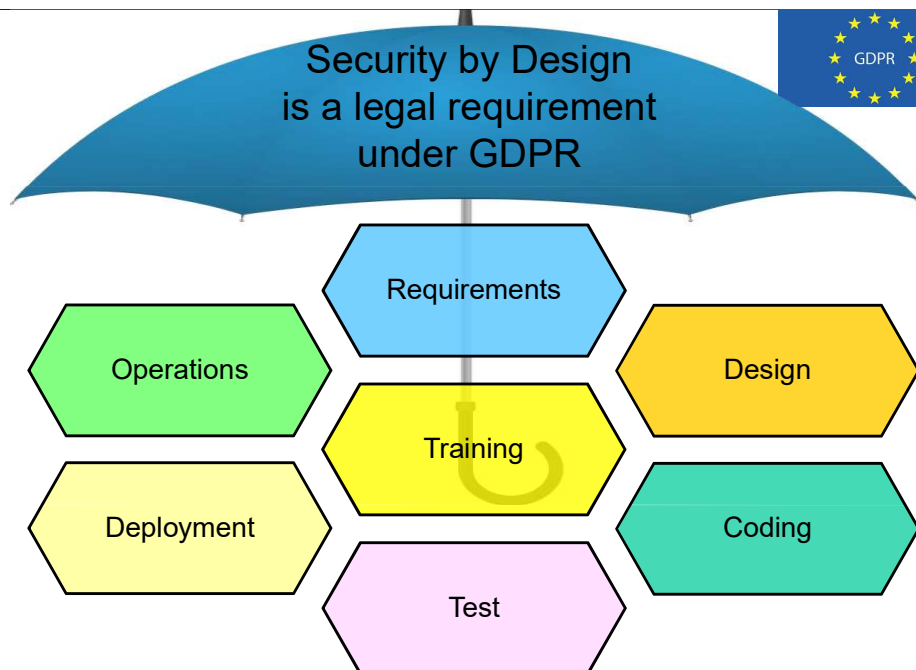 Security by Design
is a legal requirement
under GDPR
GDPR
Requirements
Operations
Design
Training
Deployment
Coding
Test